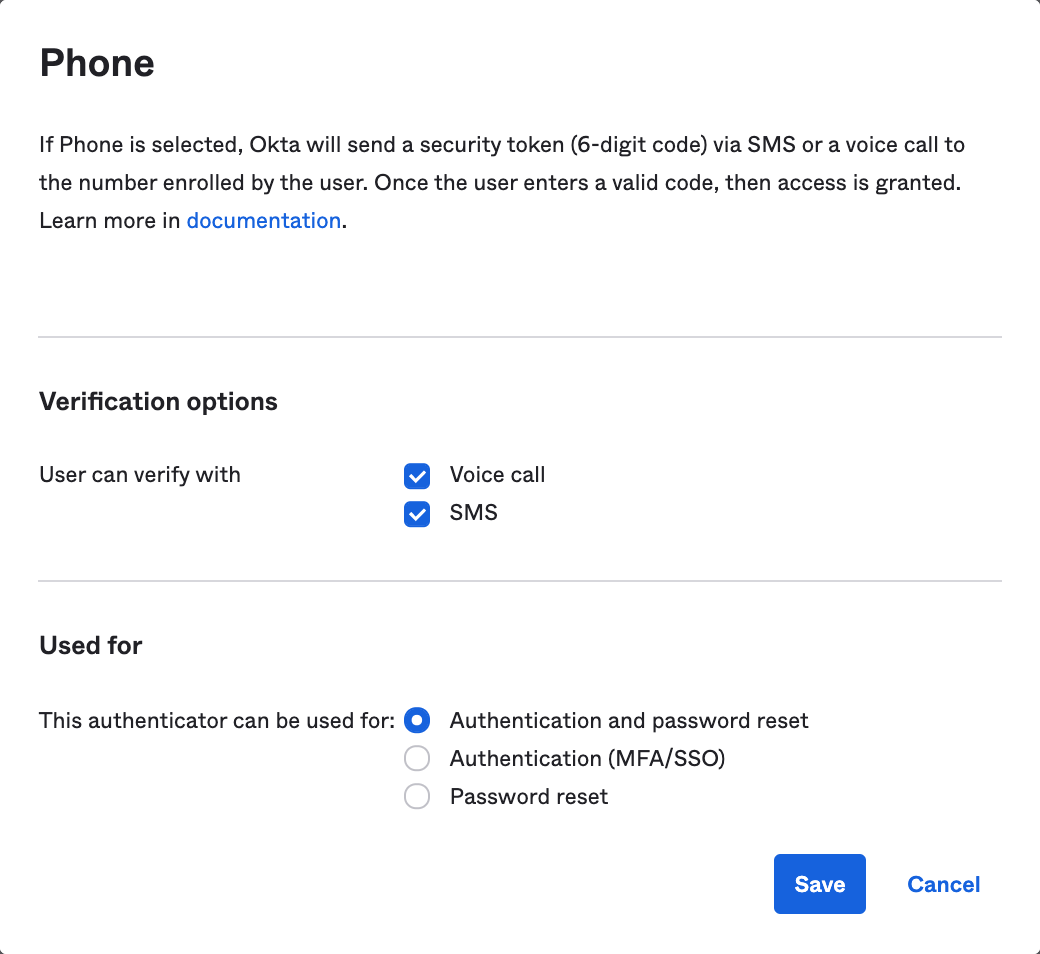 Phone
If Phone is selected, Okta will send a security token (6-digit code) via SMS or a voice call to
the number enrolled by the user. Once the user enters a valid code, then access is granted.
Learn more in documentation.
Verification options
User can verify with
Voice call
SMS
Used for
This authenticator can be used for:
Authentication and password reset
Authentication (MFA/SSO)
Password reset
Save
Cancel